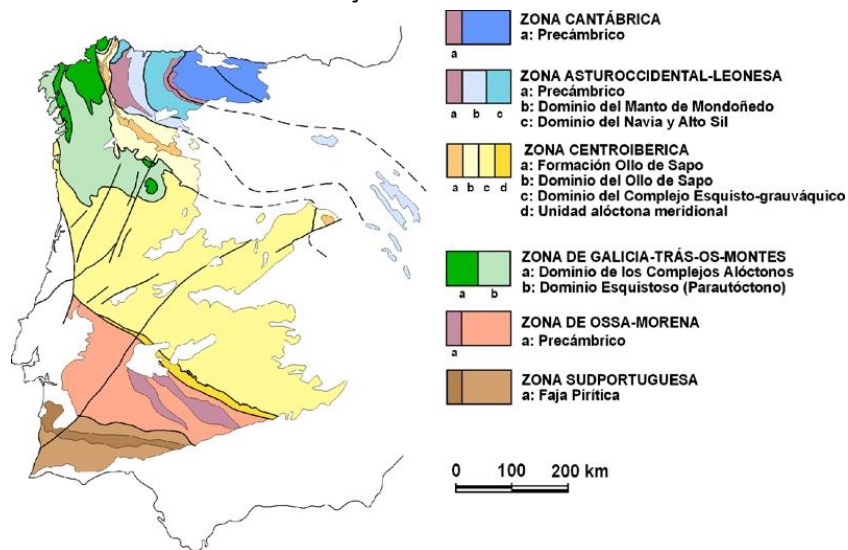 ZONA CANTÁBRICA
a: Precámbrico
a
ZONA ASTUROCCIDENTAL-LEONESA
a: Precámbrico
b: Dominio del Manto de Mondoñedo
c: Dominio del Navia y Alto Sil
a b c
ZONA CENTROIBERICA
a: Formación Ollo de Sapo
b: Dominio del Ollo de Sapo
c: Dominio del Complejo Esquisto-grauváquico
d: Unidad alóctona meridional
a b c d
ZONA DE GALICIA-TRÁS-OS-MONTES
a: Dominio de los Complejos Alóctonos
b: Dominio Esquistoso (Parautóctono)
a b
ZONA DE OSSA-MORENA
a: Precámbrico
a
ZONA SUDPORTUGUESA
a: Faja Pirítica
a
0 100 200 km